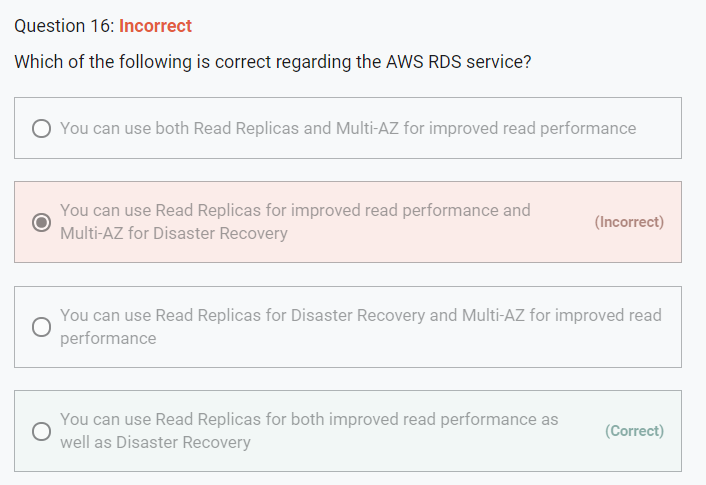 Question 16: Incorrect
Which of the following is correct regarding the AWS RDS service?
You can use both Read Replicas and Multi-AZ for improved read performance
You can use Read Replicas for improved read performance and
Multi-AZ for Disaster Recovery
(Incorrect)
You can use Read Replicas for Disaster Recovery and Multi-AZ for improved read
performance
You can use Read Replicas for both improved read performance as
well as Disaster Recovery
(Correct)